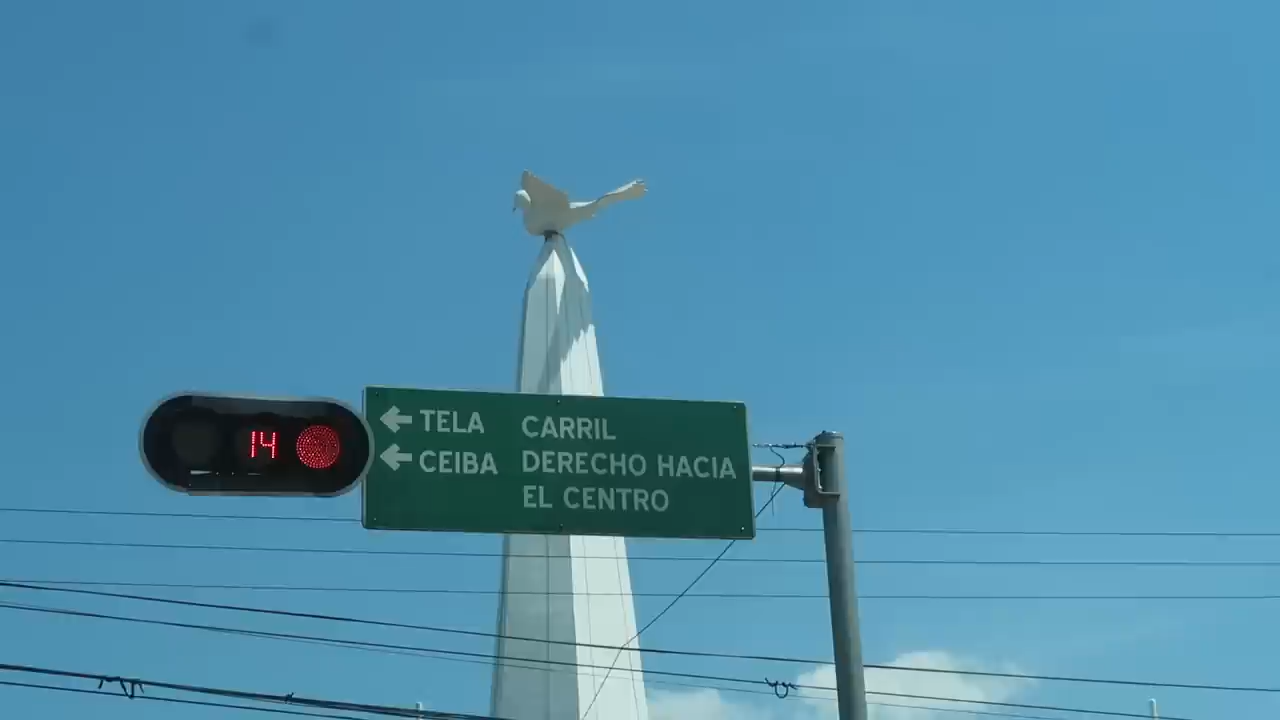 14
← TELA
← CEIBA
CARRIL
DERECHO HACIA
EL CENTRO